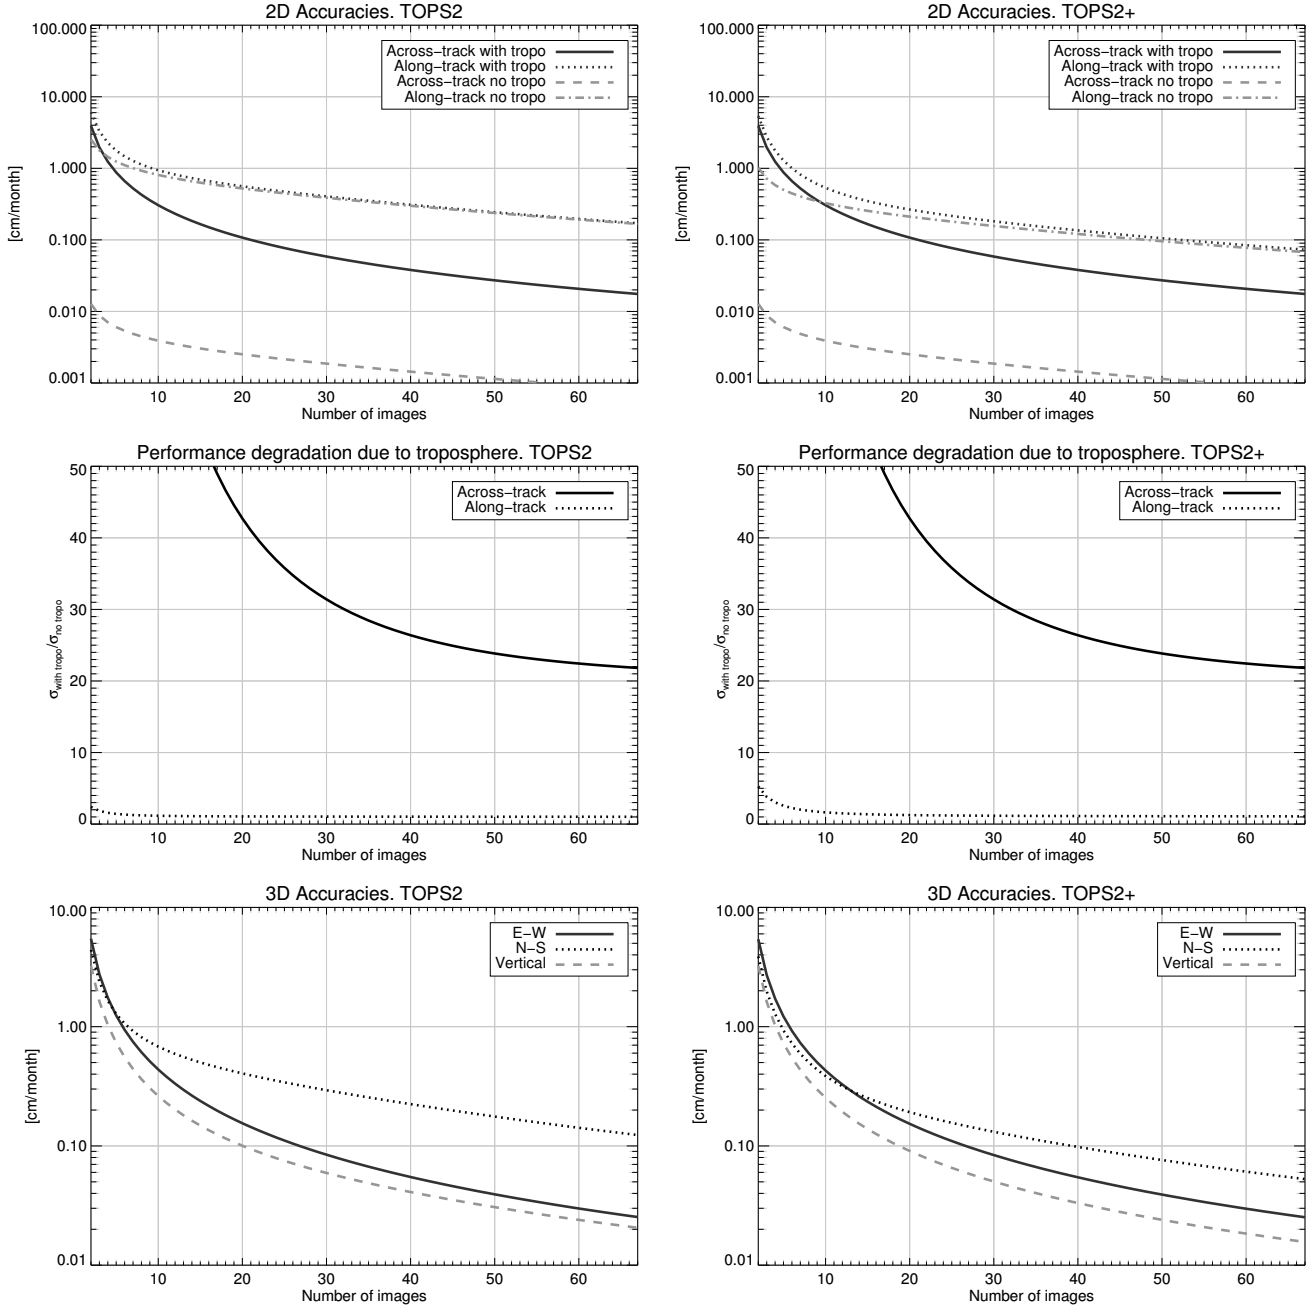 2D Accuracies. TOPS2
100.000
10.000
1.000
0.100
0.010
0.001
[cm/month]
Across-track with tropo
Along-track with tropo
Across-track no tropo
Along-track no tropo
10 20 30 40 50 60
Number of images
2D Accuracies. TOPS2+
100.000
10.000
1.000
0.100
0.010
0.001
[cm/month]
Across-track with tropo
Along-track with tropo
Across-track no tropo
Along-track no tropo
10 20 30 40 50 60
Number of images
Performance degradation due to troposphere. TOPS2
50
40
30
20
10
0
σwith tropo/σno tropo
Across-track
Along-track
10 20 30 40 50 60
Number of images
Performance degradation due to troposphere. TOPS2+
50
40
30
20
10
0
σwith tropo/σno tropo
Across-track
Along-track
10 20 30 40 50 60
Number of images
3D Accuracies. TOPS2
10.00
1.00
0.10
0.01
[cm/month]
E-W
N-S
Vertical
10 20 30 40 50 60
Number of images
3D Accuracies. TOPS2+
10.00
1.00
0.10
0.01
[cm/month]
E-W
N-S
Vertical
10 20 30 40 50 60
Number of images